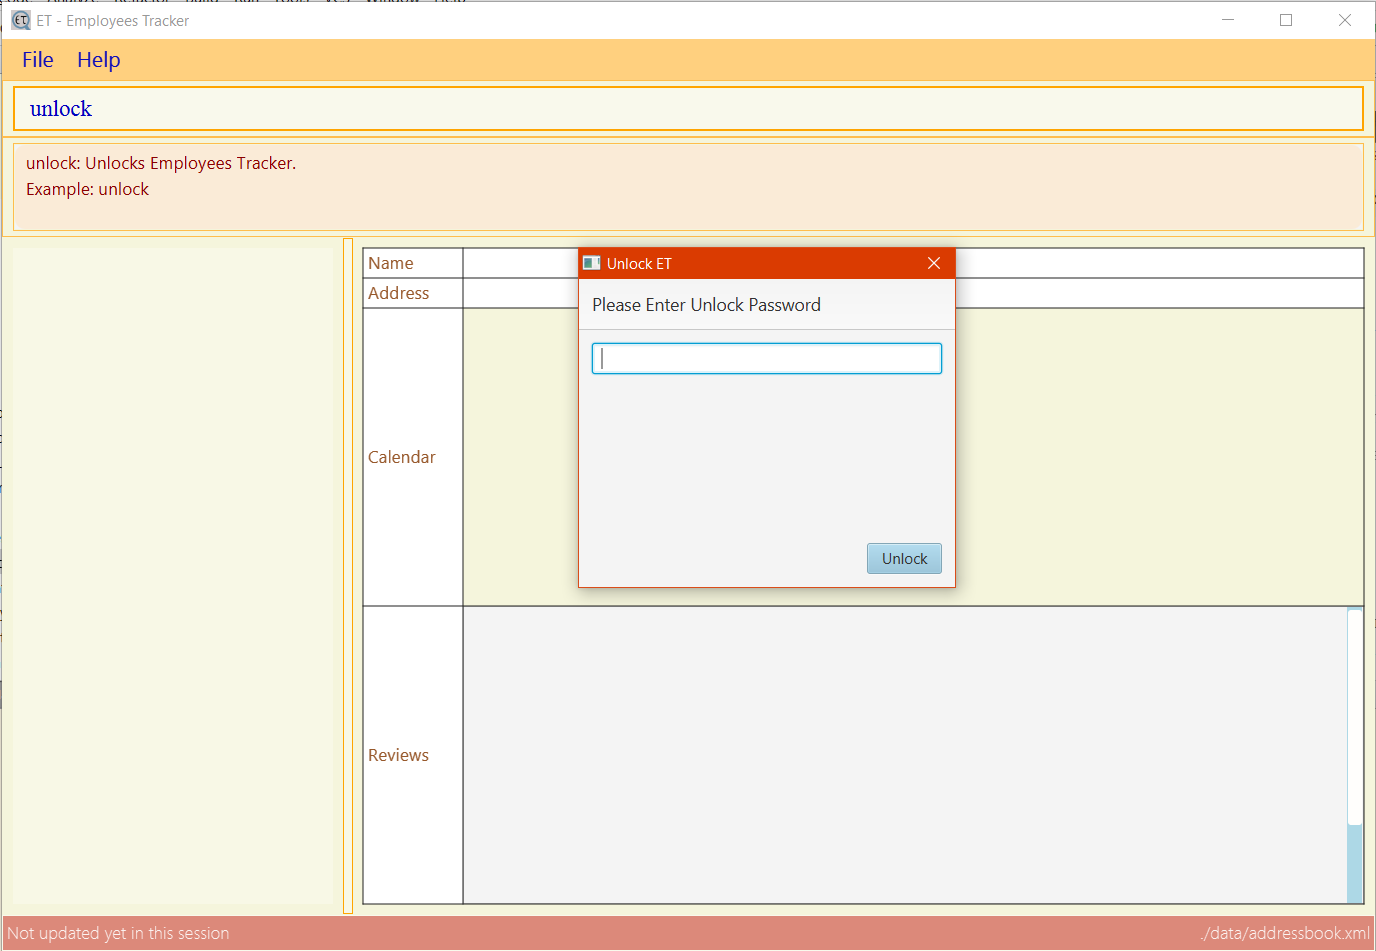 ET - Employees Tracker
File Help
unlock
unlock: Unlocks Employees Tracker.
Example: unlock
Name
Address
Calendar
Reviews
Unlock ET
Please Enter Unlock Password
Unlock
Not updated yet in this session
./data/addressbook.xml